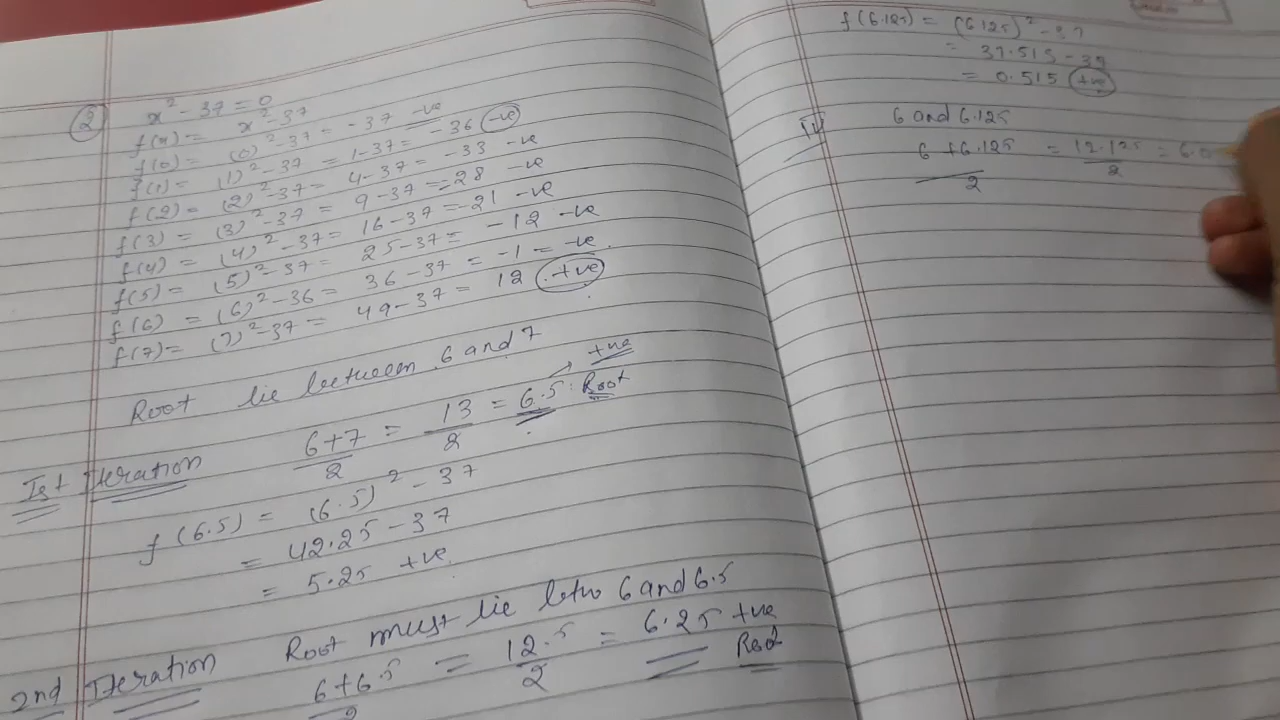 ② x² - 37 = 0
f(x) = x² - 37
f(0) = (0)² - 37 = - 37 -ve
f(1) = (1)² - 37 = 1 - 37 = - 36 -ve
f(2) = (2)² - 37 = 4 - 37 = - 33 -ve
f(3) = (3)² - 37 = 9 - 37 = - 28 -ve
f(4) = (4)² - 37 = 16 - 37 = - 21 -ve
f(5) = (5)² - 37 = 25 - 37 = - 12 -ve
f(6) = (6)² - 36 = 36 - 37 = - 1 = -ve
f(7) = (7)² - 37 = 49 - 37 = 12 +ve
Root lie between 6 and 7
Ist Iteration 6+7/2 = 13/2 = 6.5 Root +ve
f(6.5) = (6.5)² - 37
= 42.25 - 37
= 5.25 +ve
Root must lie betw 6 and 6.5
2nd Iteration 6+6.5/2 = 12.5/2 = 6.25 +ve
Root
f(6.125) = (6.125)² - 37
= 37.515 - 37
= 0.515 +ve
6 and 6.125
6 + 6.125/2 = 12.125/2 = 6.0